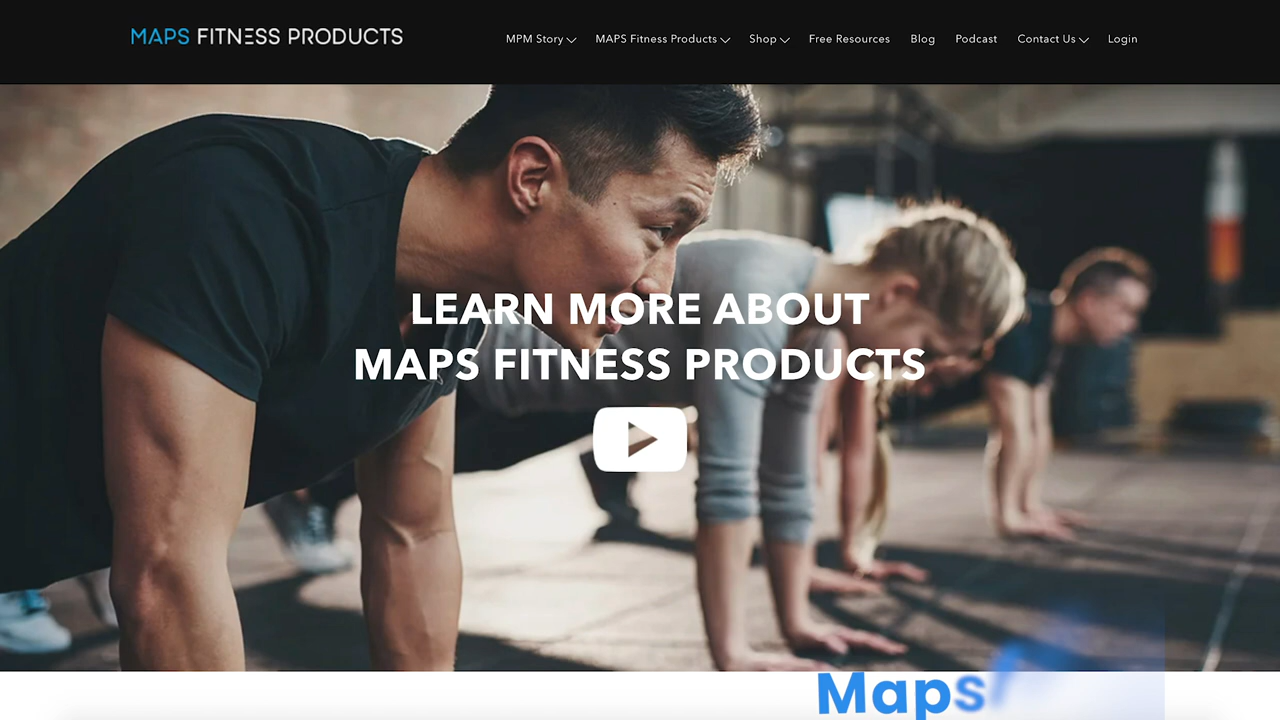 MAPS FITNESS PRODUCTS
MPM Story MAPS Fitness Products Shop Free Resources Blog Podcast Contact Us Login
LEARN MORE ABOUT
MAPS FITNESS PRODUCTS
Maps